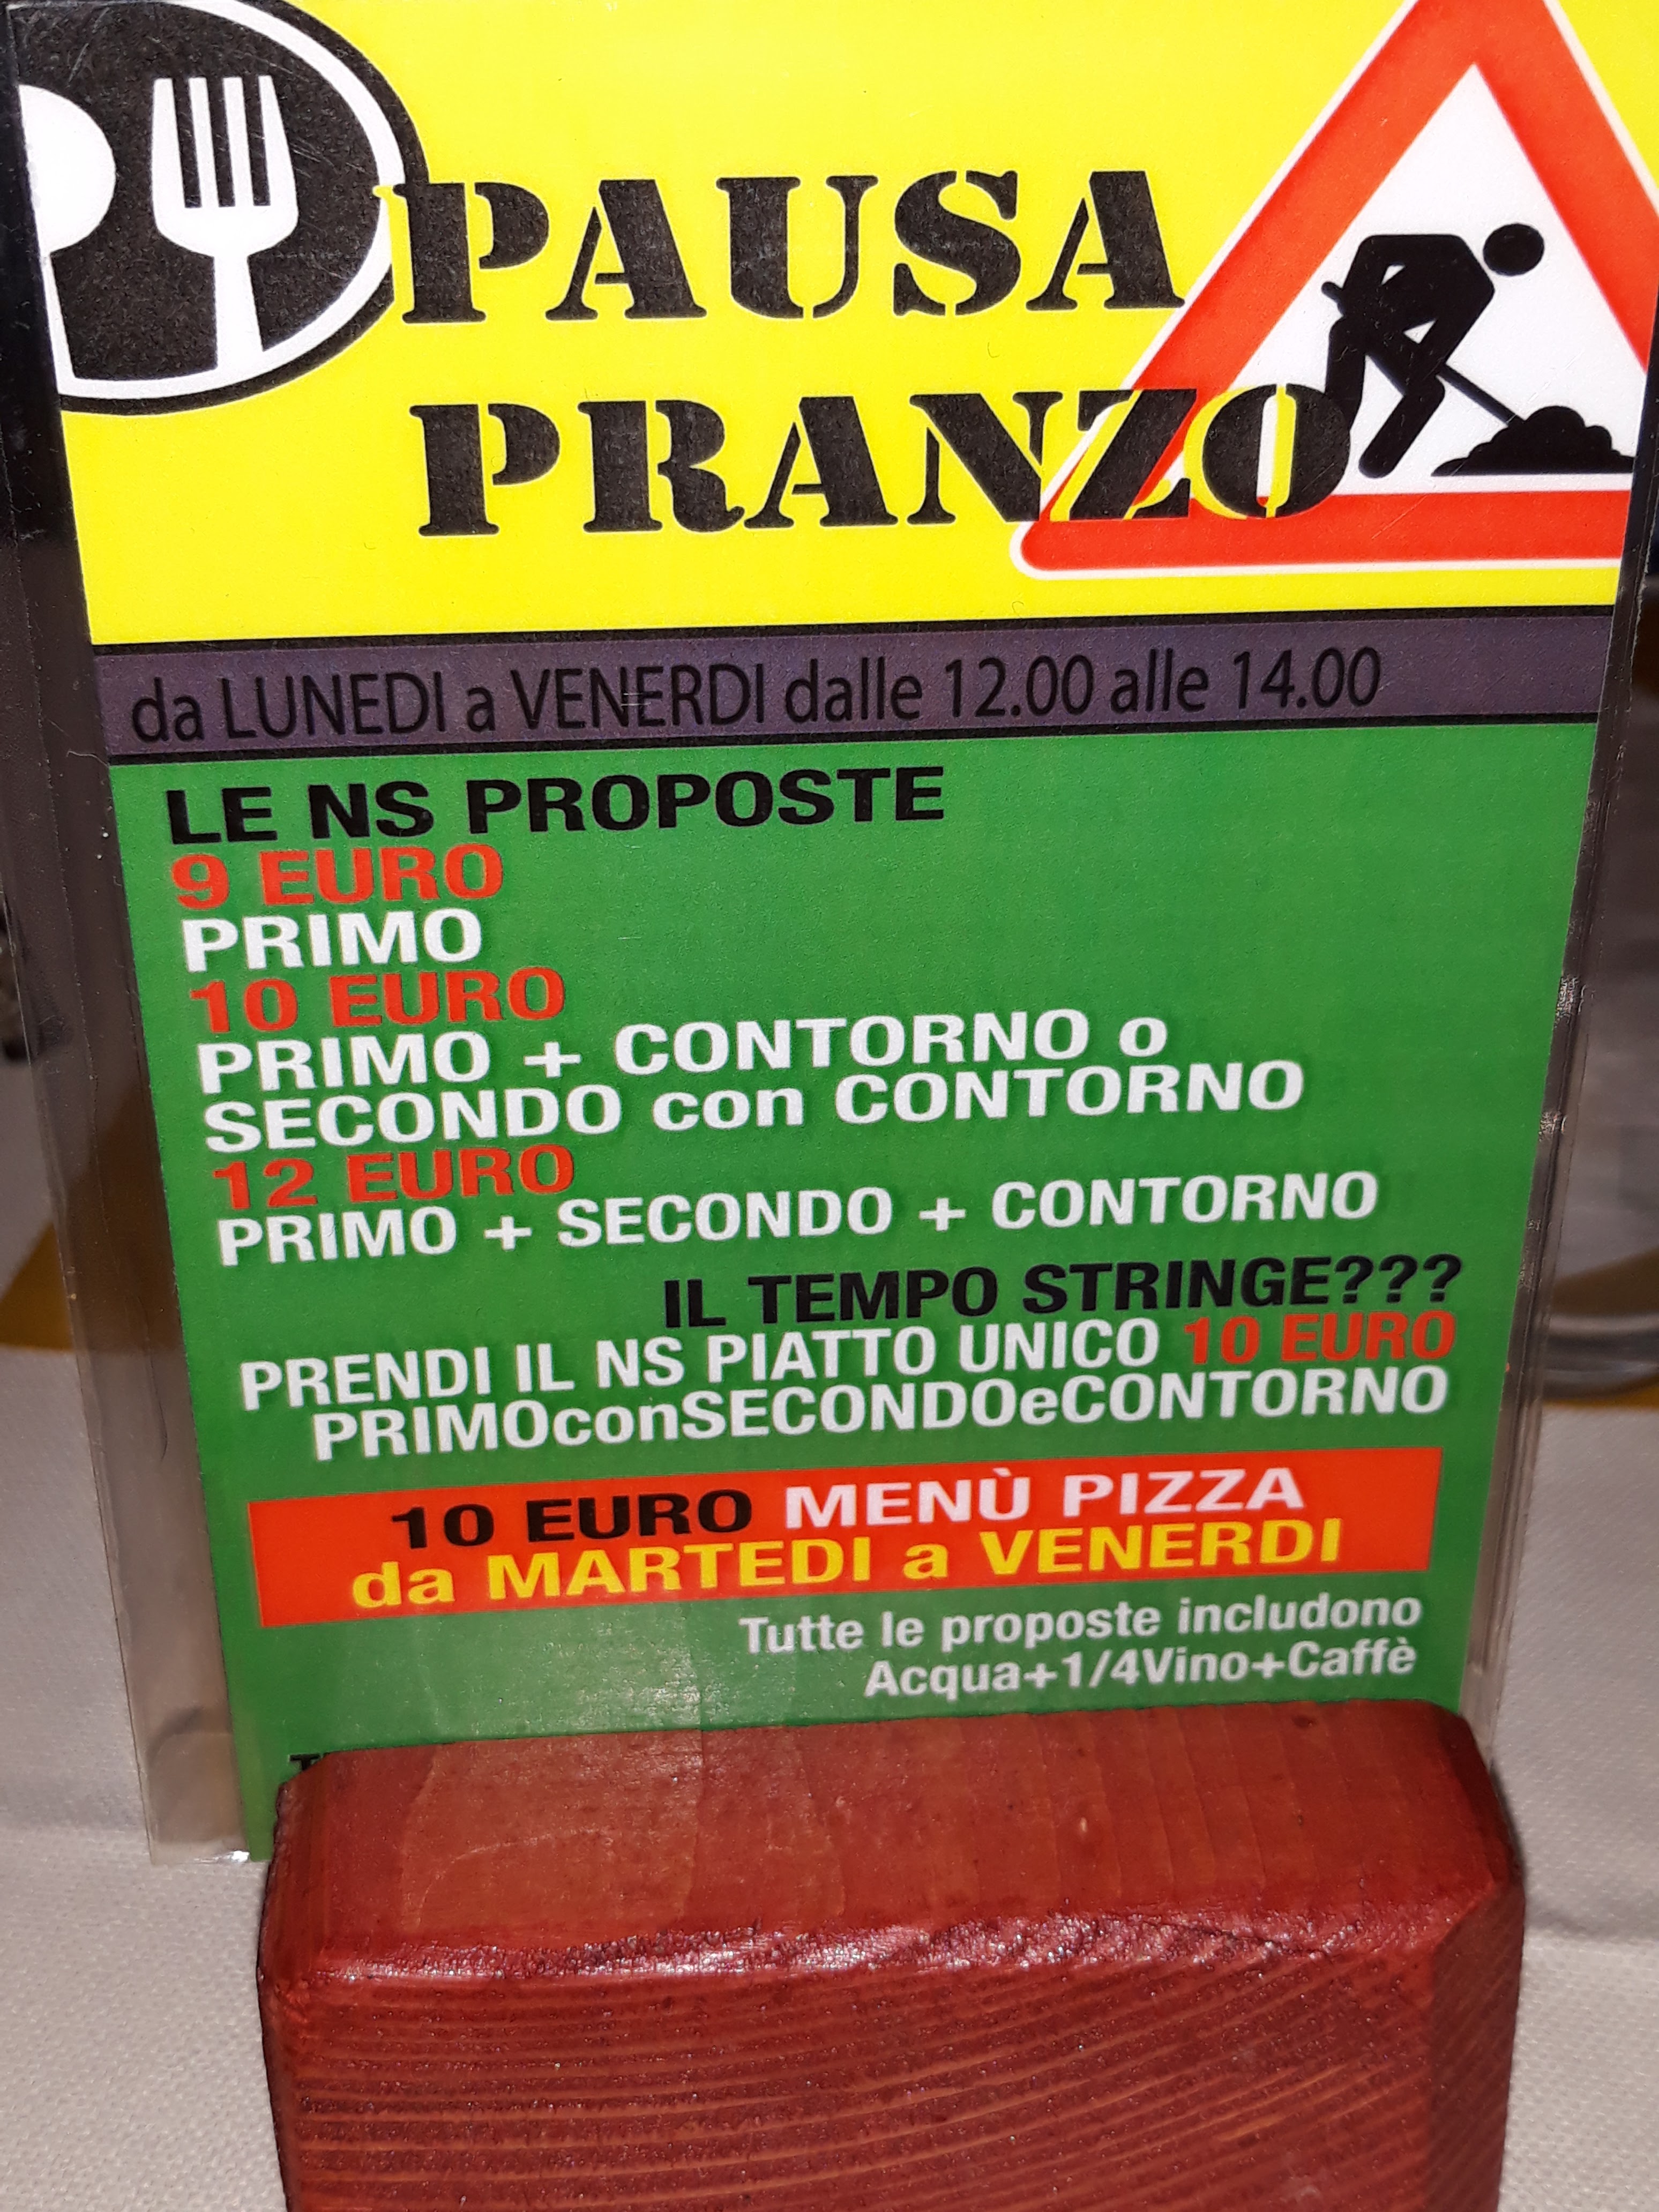 PAUSA
PRANZO
da LUNEDI a VENERDI dalle 12.00 alle 14.00
LE NS PROPOSTE
9 EURO
PRIMO
10 EURO
PRIMO + CONTORNO o
SECONDO con CONTORNO
12 EURO
PRIMO + SECONDO + CONTORNO
IL TEMPO STRINGE???
PRENDI IL NS PIATTO UNICO 10 EURO
PRIMOconSECONDOeCONTORNO
10 EURO MENÙ PIZZA
da MARTEDI a VENERDI
Tutte le proposte includono
Acqua+1/4Vino+Caffè